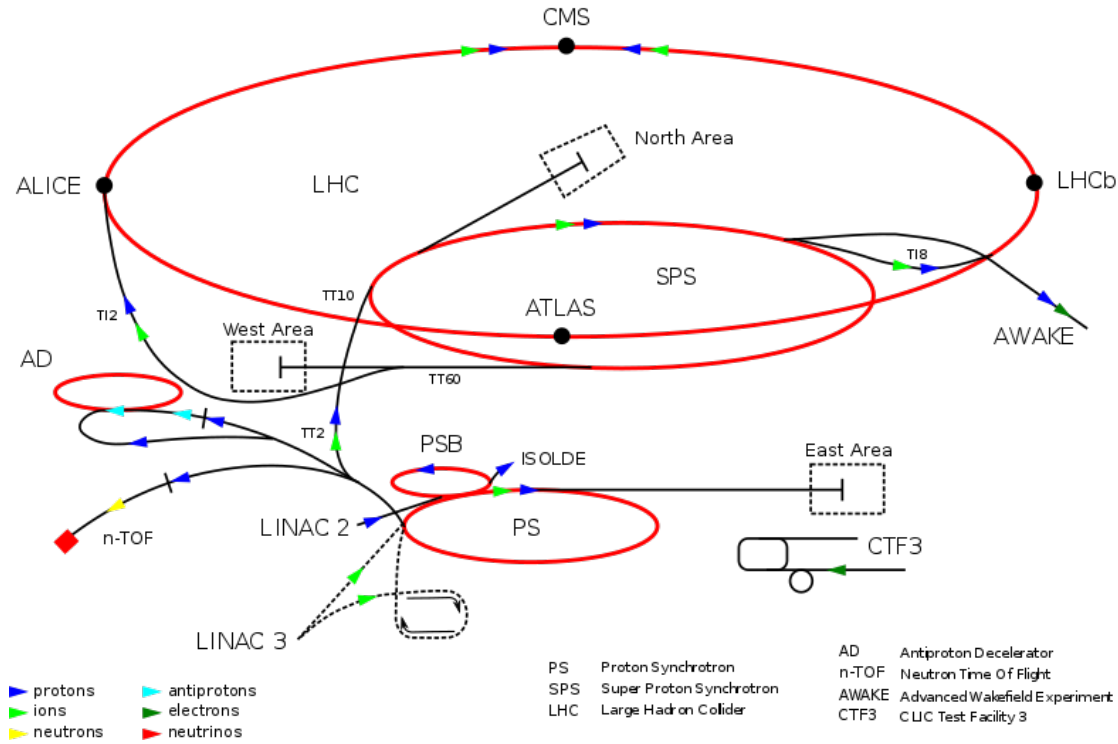 CMS
North Area
ALICE
LHC
LHCb
SPS
TI8
TT10
ATLAS
TI2
West Area
AWAKE
AD
TT60
TT2
PSB
ISOLDE
East Area
LINAC 2
PS
n-TOF
CTF3
LINAC 3
protons
ions
neutrons
antiprotons
electrons
neutrinos
PS Proton Synchrotron
SPS Super Proton Synchrotron
LHC Large Hadron Collider
AD Antiproton Decelerator
n-TOF Neutron Time Of Flight
AWAKE Advanced Wakefield Experiment
CTF3 CLIC Test Facility 3